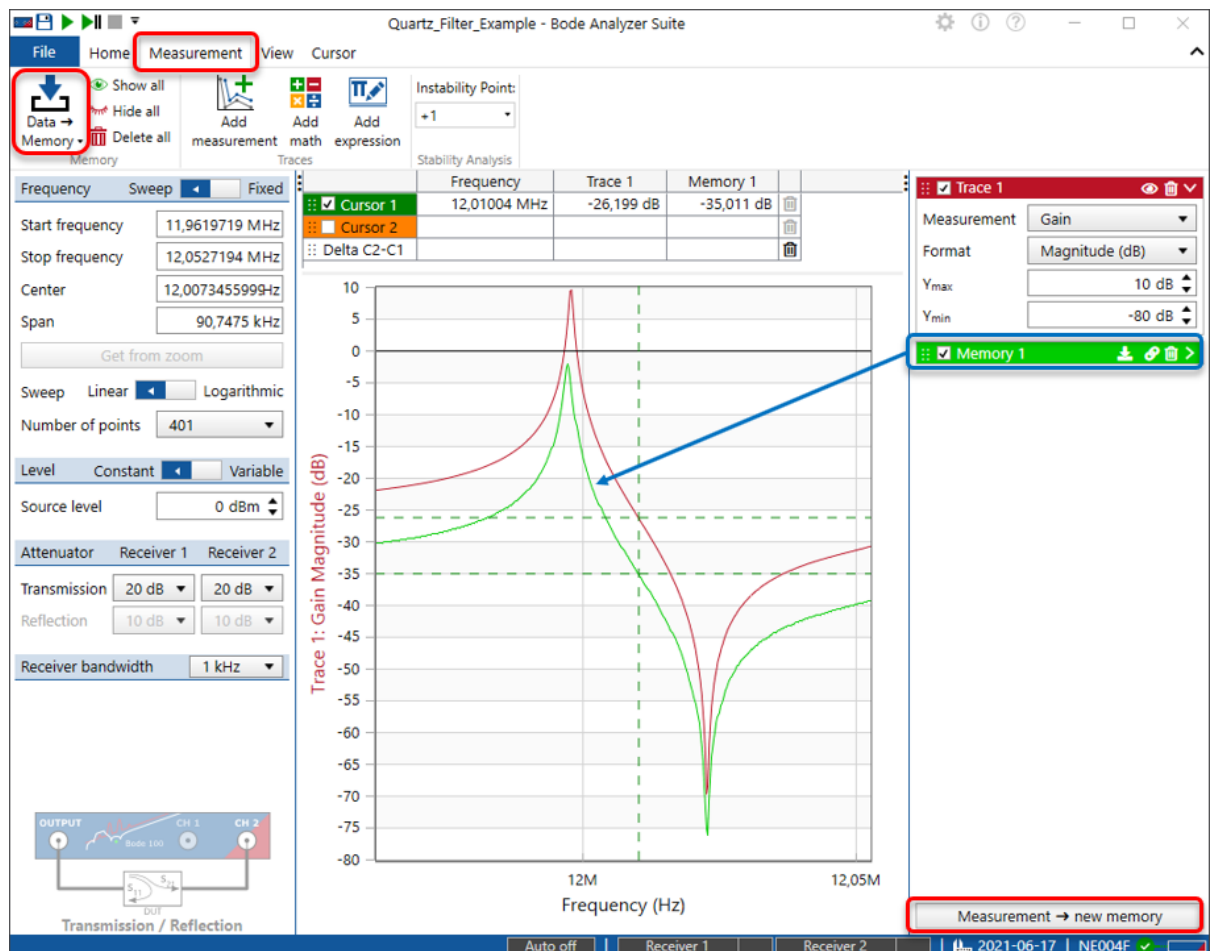 Quartz_Filter_Example - Bode Analyzer Suite
File Home Measurement View Cursor
Data →
Memory
Show all
Hide all
Delete all
Memory
Add
measurement
Add
math
Add
expression
Traces
Instability Point:
+1
Stability Analysis
Frequency Sweep Fixed
Start frequency 11,9619719 MHz
Stop frequency 12,0527194 MHz
Center 12,0073455999Hz
Span 90,7475 kHz
Get from zoom
Sweep Linear Logarithmic
Number of points 401
Level Constant Variable
Source level 0 dBm
Attenuator Receiver 1 Receiver 2
Transmission 20 dB 20 dB
Reflection 10 dB 10 dB
Receiver bandwidth 1 kHz
OUTPUT CH 1 CH 2
Bode 100
S11 S21
DUT
Transmission / Reflection
Frequency Trace 1 Memory 1
Cursor 1 12,01004 MHz -26,199 dB -35,011 dB
Cursor 2
Delta C2-C1
Trace 1: Gain Magnitude (dB)
10
5
0
-5
-10
-15
-20
-25
-30
-35
-40
-45
-50
-55
-60
-65
-70
-75
-80
12M 12,05M
Frequency (Hz)
Trace 1
Measurement Gain
Format Magnitude (dB)
Ymax 10 dB
Ymin -80 dB
Memory 1
Measurement → new memory
Auto off Receiver 1 Receiver 2 2021-06-17 NE004F